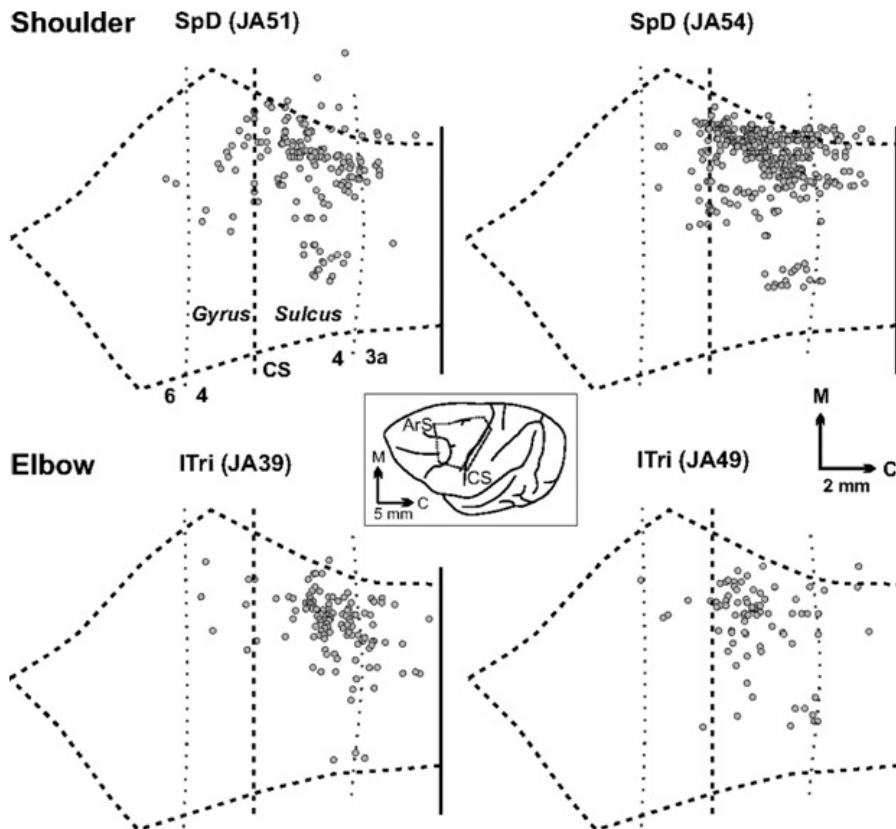 Shoulder
SpD (JA51)
SpD (JA54)
Gyrus
Sulcus
CS
4
3a
6
4
M
C
2 mm
ArS
M
CS
C
5 mm
Elbow
lTri (JA39)
lTri (JA49)